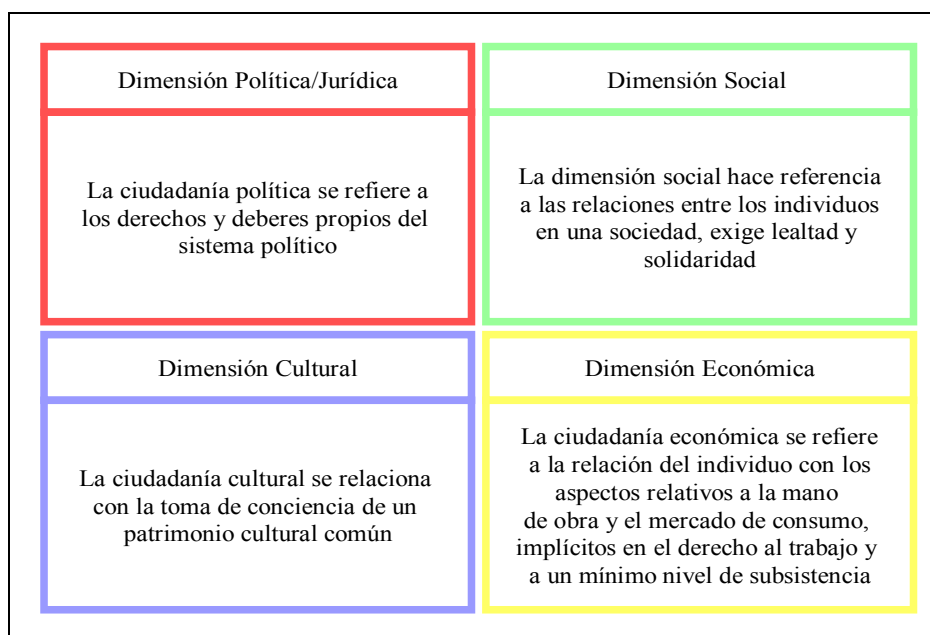 Dimensión Política/Jurídica
La ciudadanía política se refiere a
los derechos y deberes propios del
sistema político
Dimensión Social
La dimensión social hace referencia
a las relaciones entre los individuos
en una sociedad, exige lealtad y
solidaridad
Dimensión Cultural
La ciudadanía cultural se relaciona
con la toma de conciencia de un
patrimonio cultural común
Dimensión Económica
La ciudadanía económica se refiere
a la relación del individuo con los
aspectos relativos a la mano
de obra y el mercado de consumo,
implícitos en el derecho al trabajo y
a un mínimo nivel de subsistencia